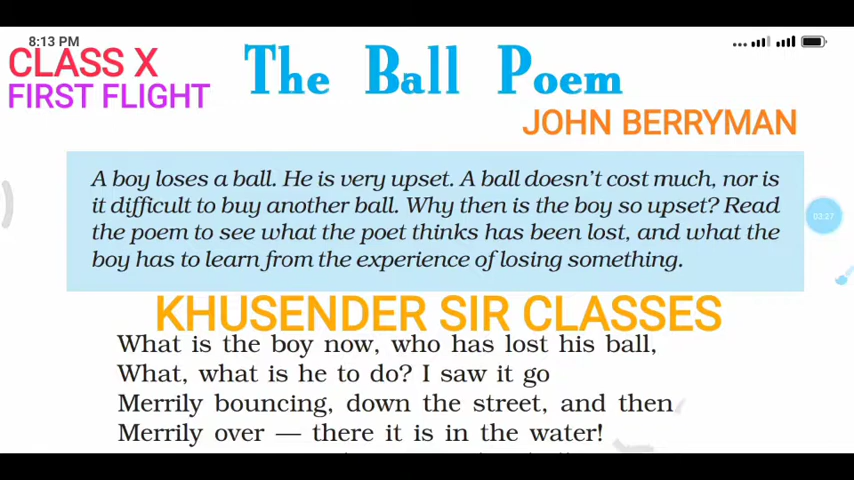 8:13 PM
CLASS X
FIRST FLIGHT
The Ball Poem
JOHN BERRYMAN
A boy loses a ball. He is very upset. A ball doesn't cost much, nor is
it difficult to buy another ball. Why then is the boy so upset? Read
the poem to see what the poet thinks has been lost, and what the
boy has to learn from the experience of losing something.
03:27
KHUSENDER SIR CLASSES
What is the boy now, who has lost his ball,
What, what is he to do? I saw it go
Merrily bouncing, down the street, and then
Merrily over — there it is in the water!